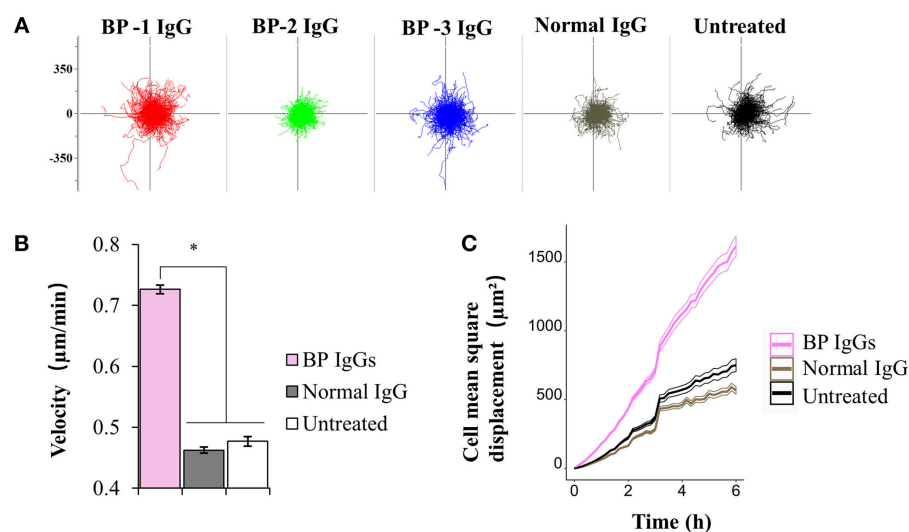 A
BP -1 IgG
BP-2 IgG
BP -3 IgG
Normal IgG
Untreated
350
0
-350
B
Velocity (μm/min)
0.8
0.7
0.6
0.5
0.4
*
BP IgGs
Normal IgG
Untreated
C
Cell mean square
displacement (μm²)
1500
1000
500
0
0
2
4
6
Time (h)
BP IgGs
Normal IgG
Untreated